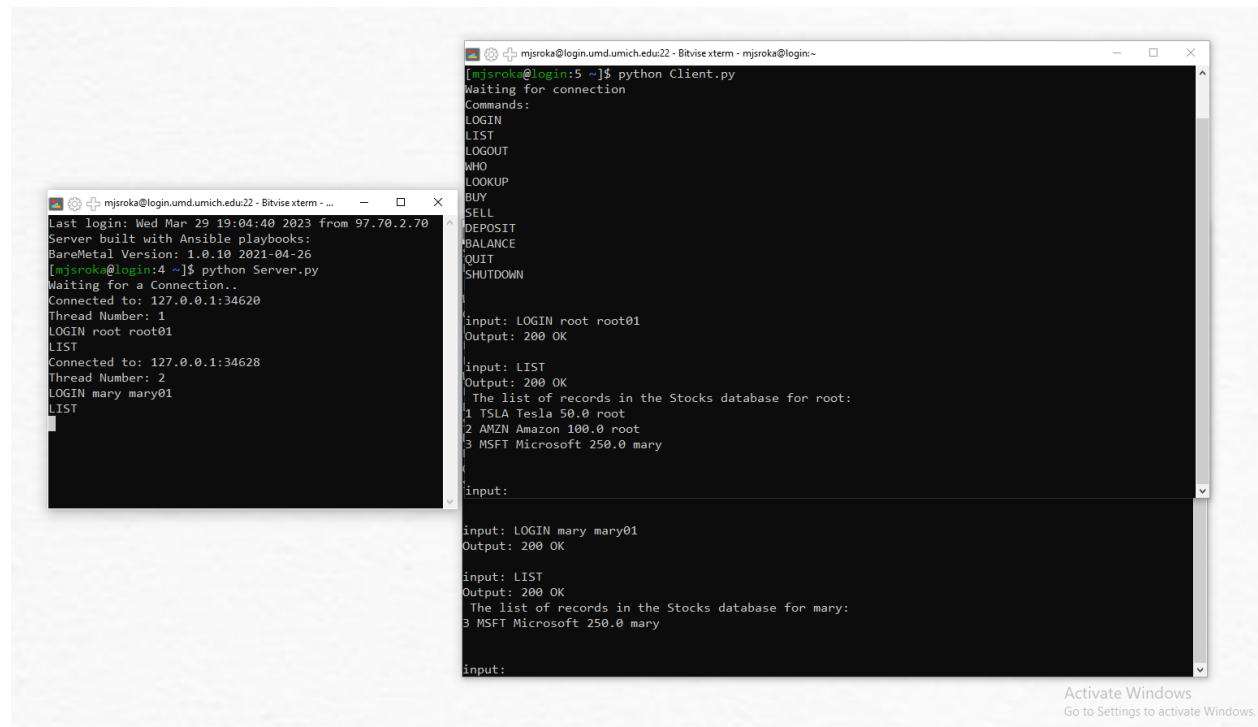 mjsroka@login.umd.umich.edu:22 - Bitvise xterm - ...
Last login: Wed Mar 29 19:04:40 2023 from 97.70.2.70
Server built with Ansible playbooks:
BareMetal Version: 1.0.10 2021-04-26
[mjsroka@login:4 ~]$ python Server.py
Waiting for a Connection..
Connected to: 127.0.0.1:34620
Thread Number: 1
LOGIN root root01
LIST
Connected to: 127.0.0.1:34628
Thread Number: 2
LOGIN mary mary01
LIST
mjsroka@login.umd.umich.edu:22 - Bitvise xterm - mjsroka@login:~
[mjsroka@login:5 ~]$ python Client.py
Waiting for connection
Commands:
LOGIN
LIST
LOGOUT
WHO
LOOKUP
BUY
SELL
DEPOSIT
BALANCE
QUIT
SHUTDOWN
input: LOGIN root root01
Output: 200 OK
input: LIST
Output: 200 OK
The list of records in the Stocks database for root:
1 TSLA Tesla 50.0 root
2 AMZN Amazon 100.0 root
3 MSFT Microsoft 250.0 mary
input:
input: LOGIN mary mary01
Output: 200 OK
input: LIST
Output: 200 OK
The list of records in the Stocks database for mary:
3 MSFT Microsoft 250.0 mary
input:
Activate Windows
Go to Settings to activate Windows.